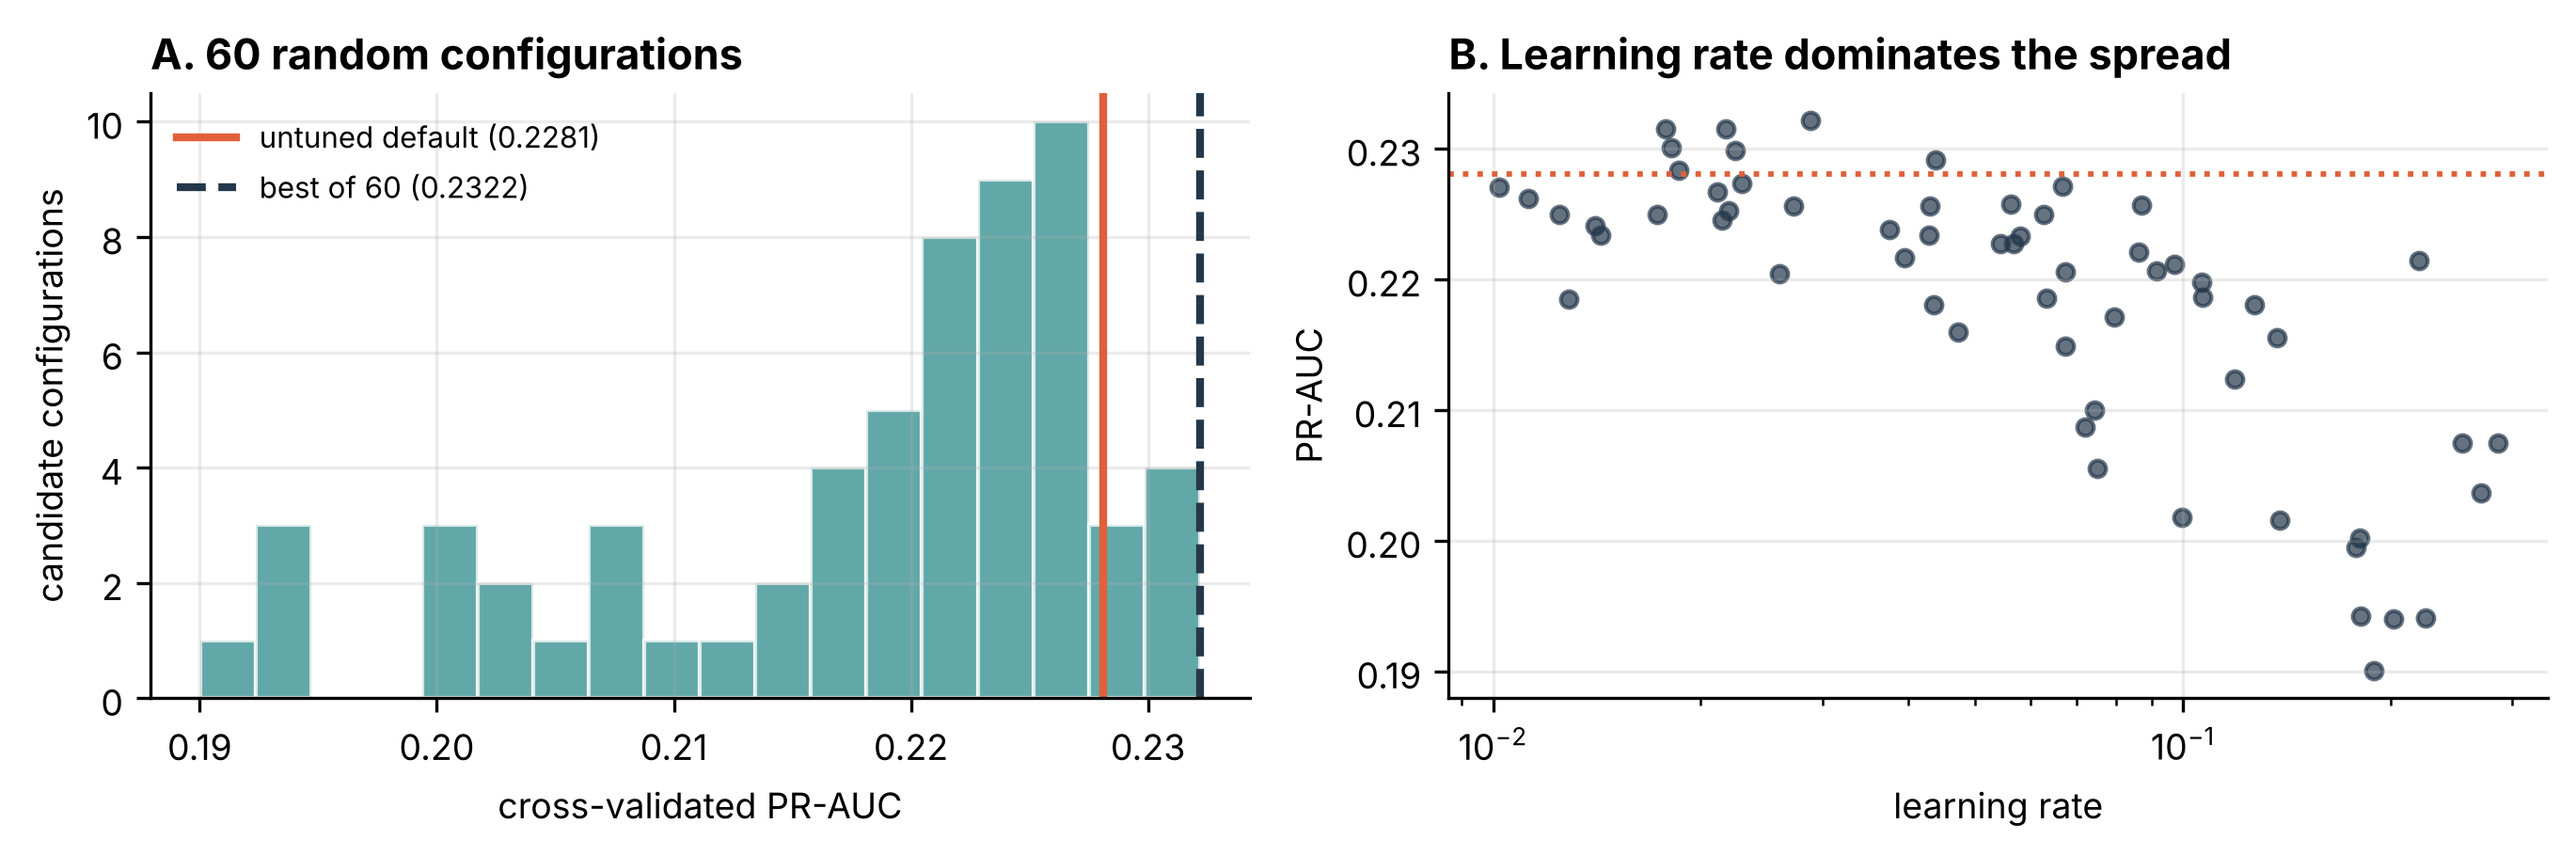 A. 60 random configurations
untuned default (0.2281)
best of 60 (0.2322)
candidate configurations
10
8
6
4
2
0
0.19 0.20 0.21 0.22 0.23
cross-validated PR-AUC
B. Learning rate dominates the spread
PR-AUC
0.23
0.22
0.21
0.20
0.19
10⁻² 10⁻¹
learning rate